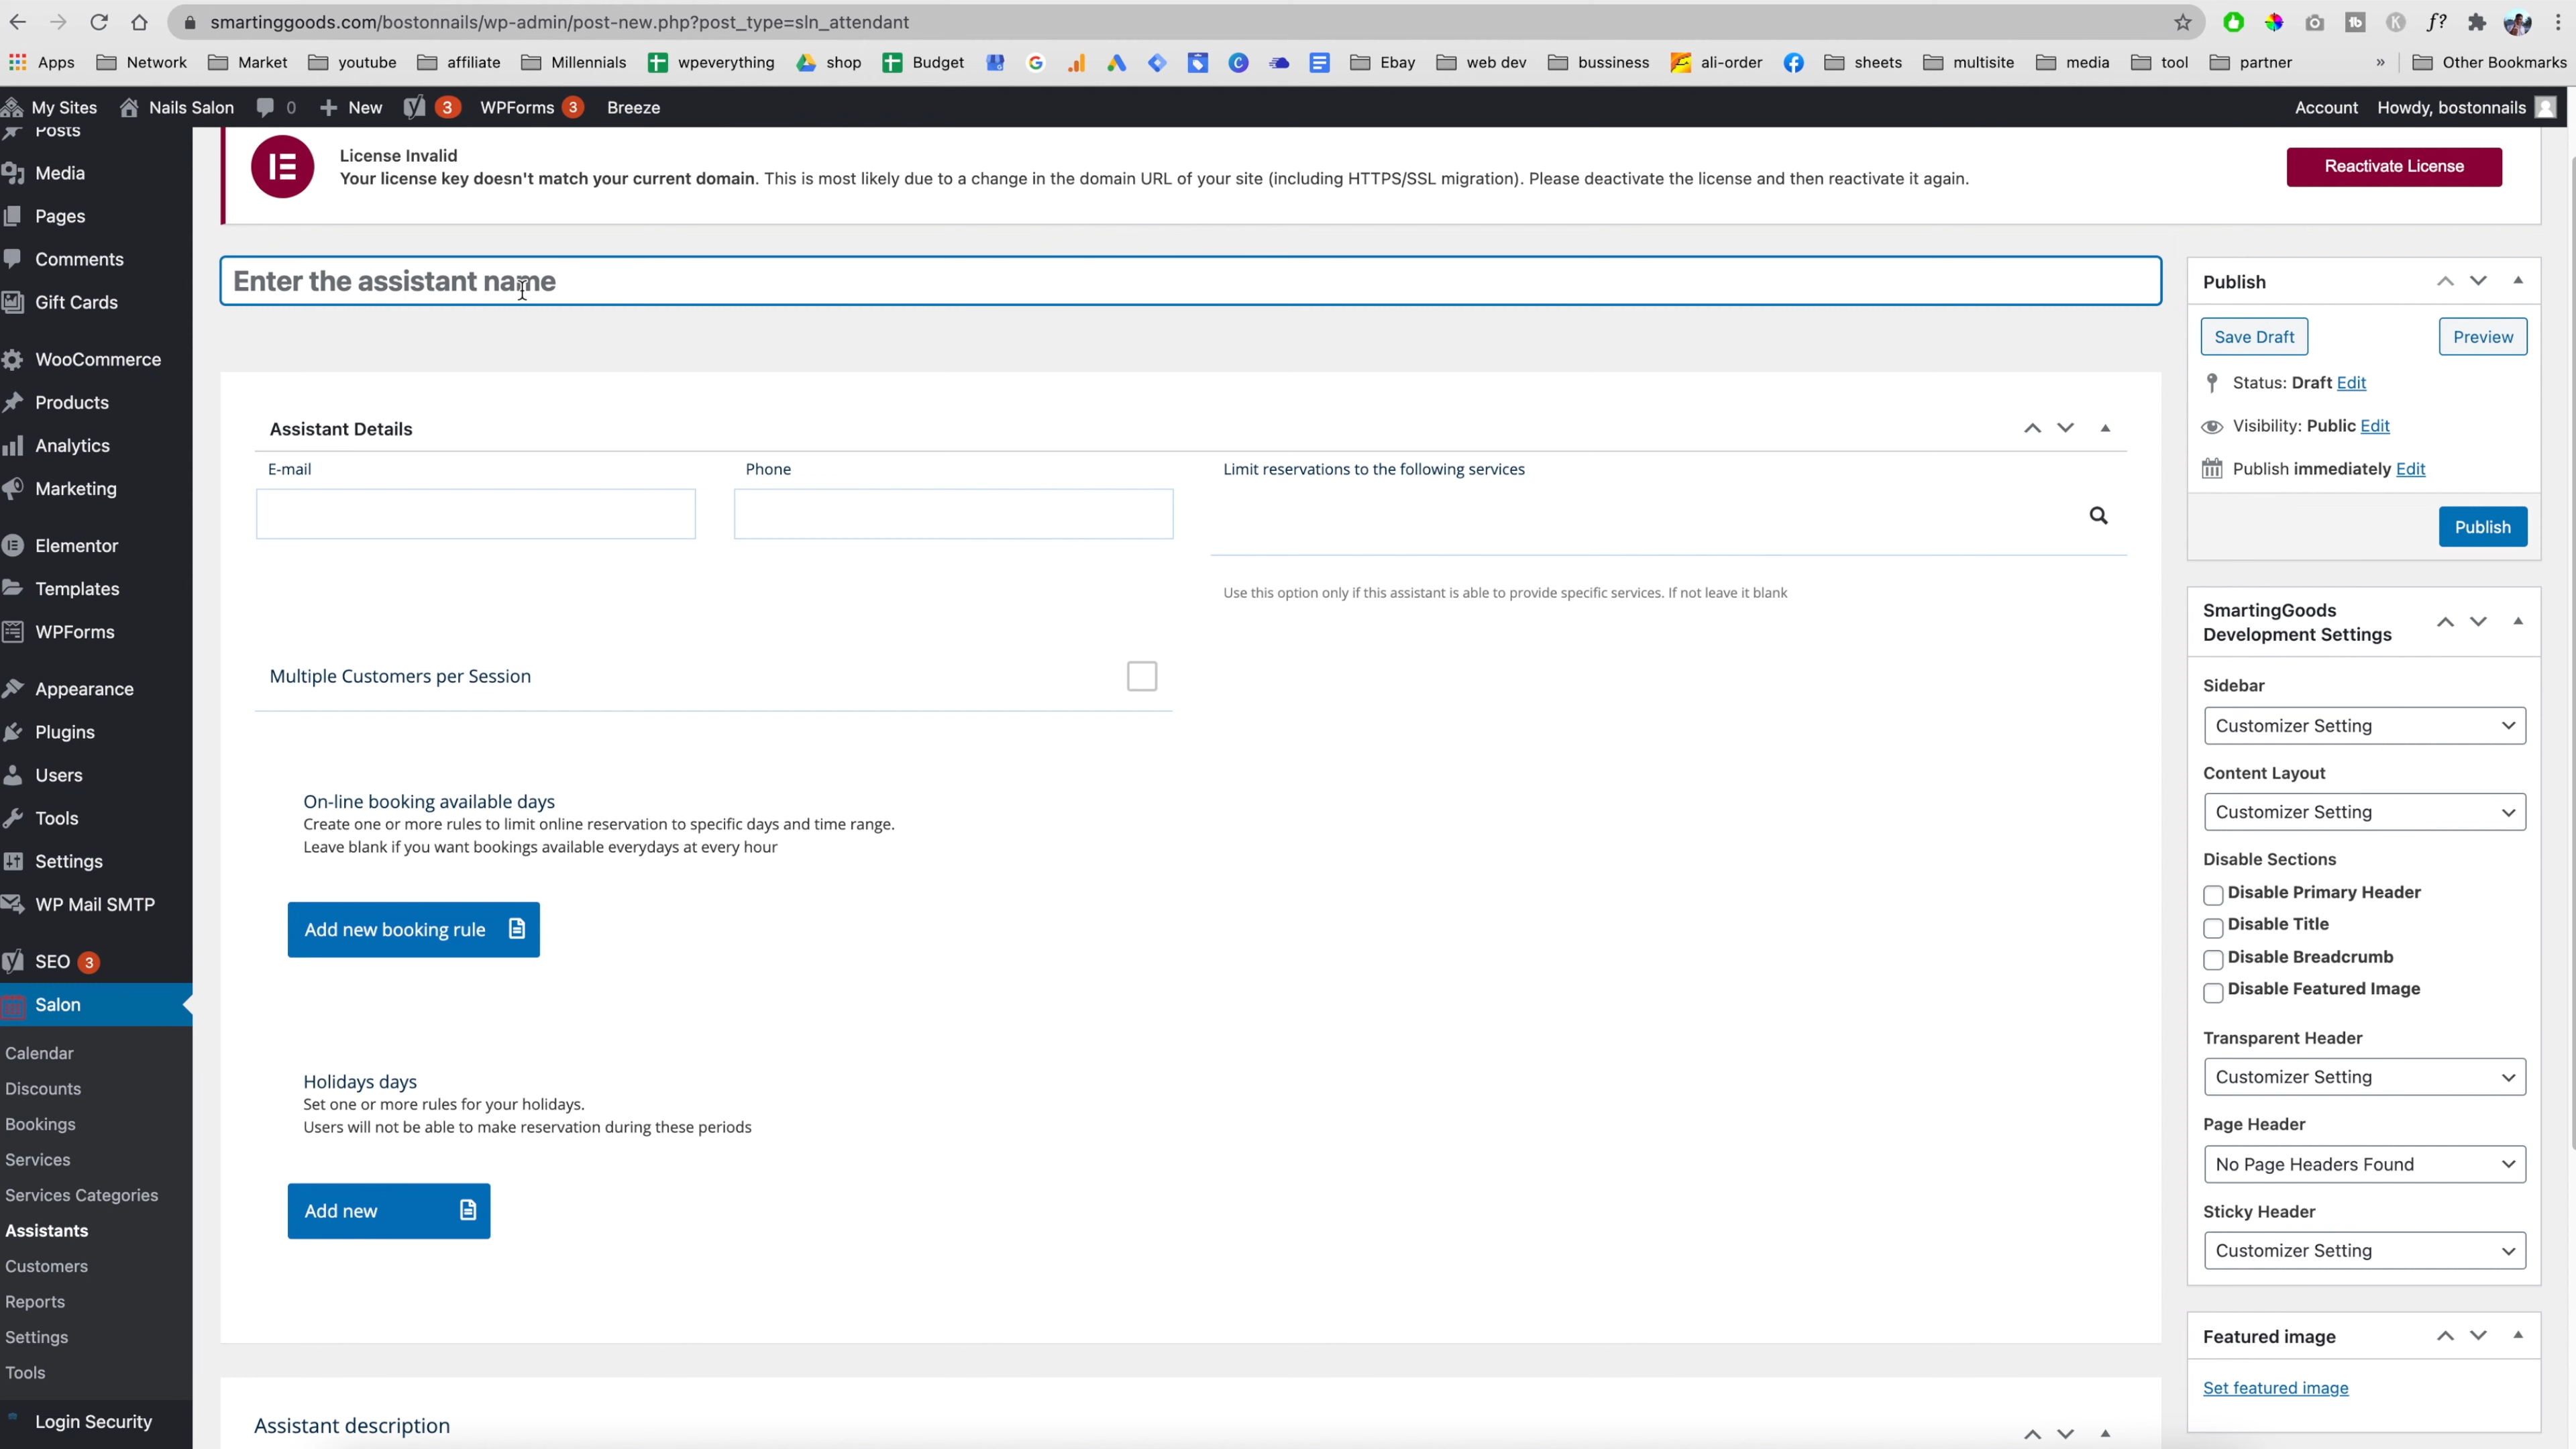 smartinggoods.com/bostonnails/wp-admin/post-new.php?post_type=sln_attendant
Apps Network Market youtube affiliate Millennials wpeverything shop Budget Ebay web dev bussiness ali-order sheets multisite media tool partner » Other Bookmarks
My Sites Nails Salon 0 New 3 WPForms 3 Breeze Account Howdy, bostonnails
Posts
Media
Pages
Comments
Gift Cards
WooCommerce
Products
Analytics
Marketing
Elementor
Templates
WPForms
Appearance
Plugins
Users
Tools
Settings
WP Mail SMTP
SEO 3
Salon
Calendar
Discounts
Bookings
Services
Services Categories
Assistants
Customers
Reports
Settings
Tools
Login Security
License Invalid
Your license key doesn't match your current domain. This is most likely due to a change in the domain URL of your site (including HTTPS/SSL migration). Please deactivate the license and then reactivate it again.
Reactivate License
Enter the assistant name
Assistant Details
E-mail Phone Limit reservations to the following services
Use this option only if this assistant is able to provide specific services. If not leave it blank
Multiple Customers per Session
On-line booking available days
Create one or more rules to limit online reservation to specific days and time range.
Leave blank if you want bookings available everydays at every hour
Add new booking rule
Holidays days
Set one or more rules for your holidays.
Users will not be able to make reservation during these periods
Add new
Assistant description
Publish
Save Draft Preview
Status: Draft Edit
Visibility: Public Edit
Publish immediately Edit
Publish
SmartingGoods
Development Settings
Sidebar
Customizer Setting
Content Layout
Customizer Setting
Disable Sections
Disable Primary Header
Disable Title
Disable Breadcrumb
Disable Featured Image
Transparent Header
Customizer Setting
Page Header
No Page Headers Found
Sticky Header
Customizer Setting
Featured image
Set featured image